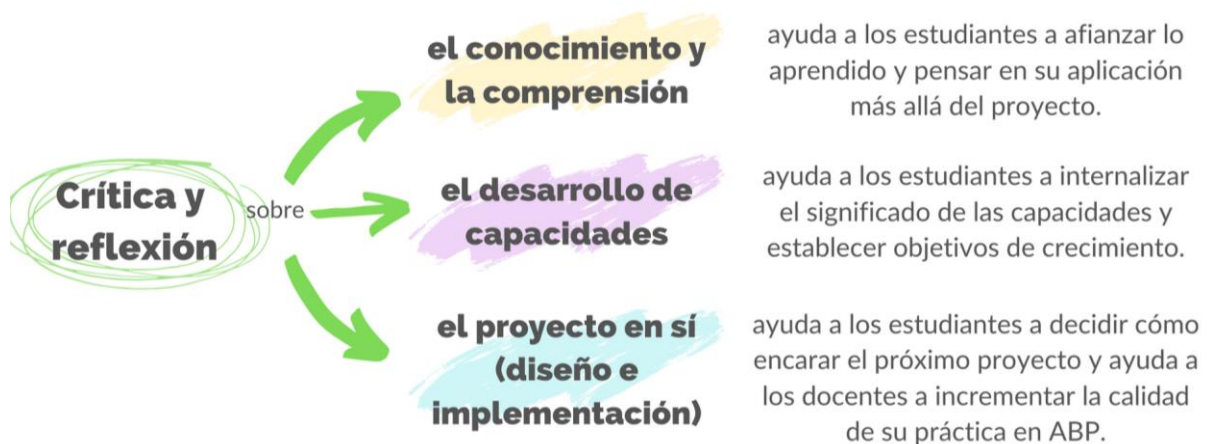 Crítica y
reflexión
sobre
el conocimiento y
la comprensión
ayuda a los estudiantes a afianzar lo
aprendido y pensar en su aplicación
más allá del proyecto.
el desarrollo de
capacidades
ayuda a los estudiantes a internalizar
el significado de las capacidades y
establecer objetivos de crecimiento.
el proyecto en sí
(diseño e
implementación)
ayuda a los estudiantes a decidir cómo
encarar el próximo proyecto y ayuda a
los docentes a incrementar la calidad
de su práctica en ABP.